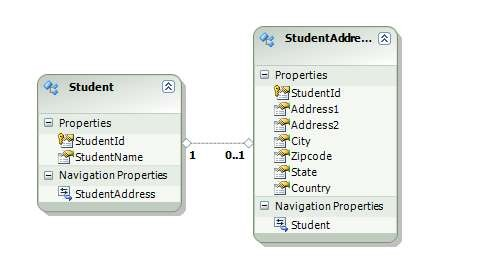 Student
Properties
StudentId
StudentName
Navigation Properties
StudentAddress
1
0..1
StudentAddre...
Properties
StudentId
Address1
Address2
City
Zipcode
State
Country
Navigation Properties
Student